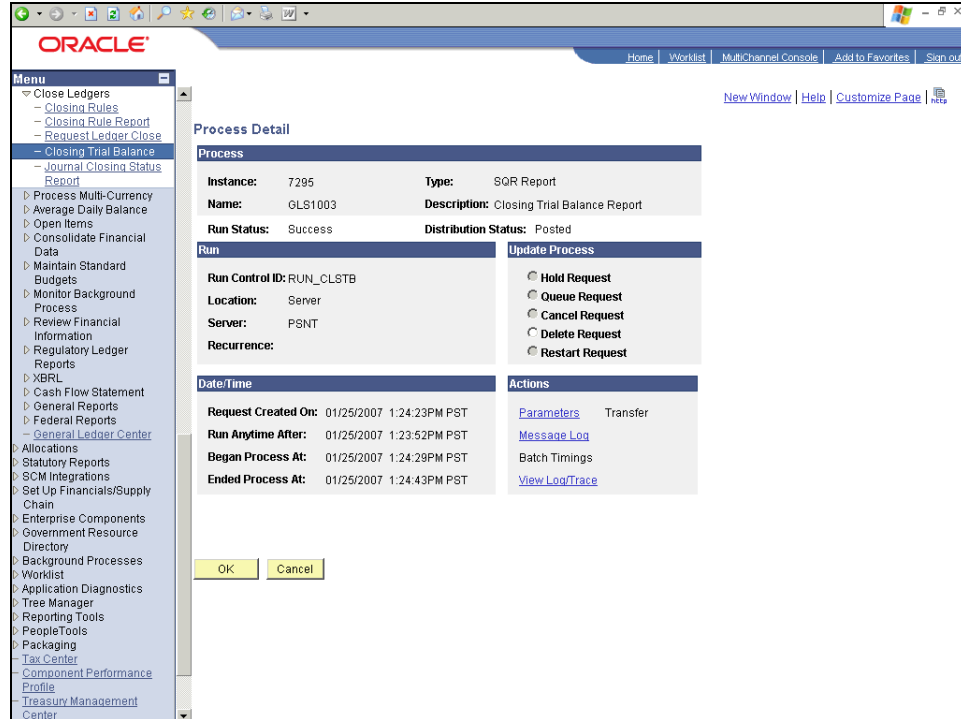 ORACLE
Home | Worklist | MultiChannel Console | Add to Favorites | Sign out
Menu
Close Ledgers
Closing Rules
Closing Rule Report
Request Ledger Close
Closing Trial Balance
Journal Closing Status
Report
Process Multi-Currency
Average Daily Balance
Open Items
Consolidate Financial
Data
Maintain Standard
Budgets
Monitor Background
Process
Review Financial
Information
Regulatory Ledger
Reports
XBRL
Cash Flow Statement
General Reports
Federal Reports
General Ledger Center
Allocations
Statutory Reports
SCM Integrations
Set Up Financials/Supply
Chain
Enterprise Components
Government Resource
Directory
Background Processes
Worklist
Application Diagnostics
Tree Manager
Reporting Tools
PeopleTools
Packaging
Tax Center
Component Performance
Profile
Treasury Management
Center
New Window | Help | Customize Page | http
Process Detail
Process
Instance: 7295 Type: SQR Report
Name: GLS1003 Description: Closing Trial Balance Report
Run Status: Success Distribution Status: Posted
Run
Run Control ID: RUN_CLSTB
Location: Server
Server: PSNT
Recurrence:
Update Process
Hold Request
Queue Request
Cancel Request
Delete Request
Restart Request
Date/Time
Request Created On: 01/25/2007 1:24:23PM PST
Run Anytime After: 01/25/2007 1:23:52PM PST
Began Process At: 01/25/2007 1:24:29PM PST
Ended Process At: 01/25/2007 1:24:43PM PST
Actions
Parameters Transfer
Message Log
Batch Timings
View Log/Trace
OK Cancel